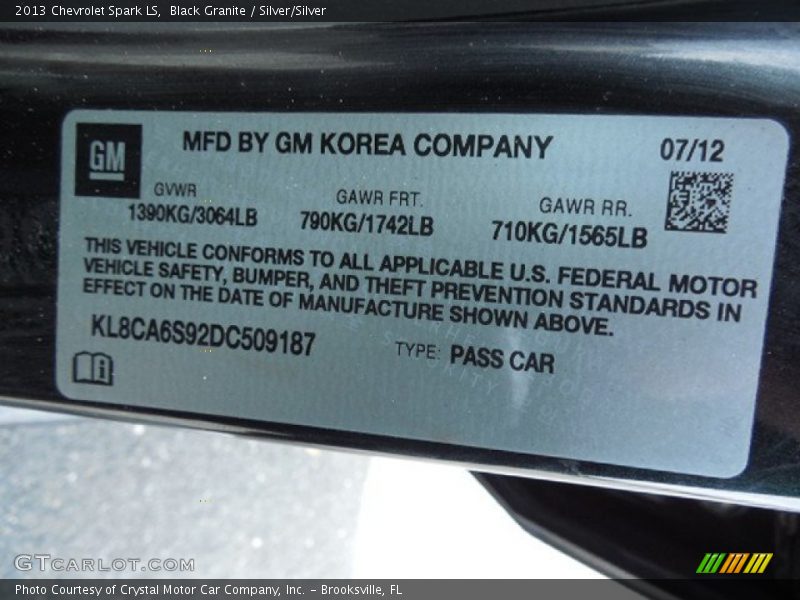 2013 Chevrolet Spark LS,  Black Granite / Silver/Silver
GM
MFD BY GM KOREA COMPANY
07/12
GVWR
1390KG/3064LB
GAWR FRT.
790KG/1742LB
GAWR RR.
710KG/1565LB
THIS VEHICLE CONFORMS TO ALL APPLICABLE U.S. FEDERAL MOTOR
VEHICLE SAFETY, BUMPER, AND THEFT PREVENTION STANDARDS IN
EFFECT ON THE DATE OF MANUFACTURE SHOWN ABOVE.
KL8CA6S92DC509187
TYPE: PASS CAR
GTCARLOT.COM
Photo Courtesy of Crystal Motor Car Company, Inc. – Brooksville, FL